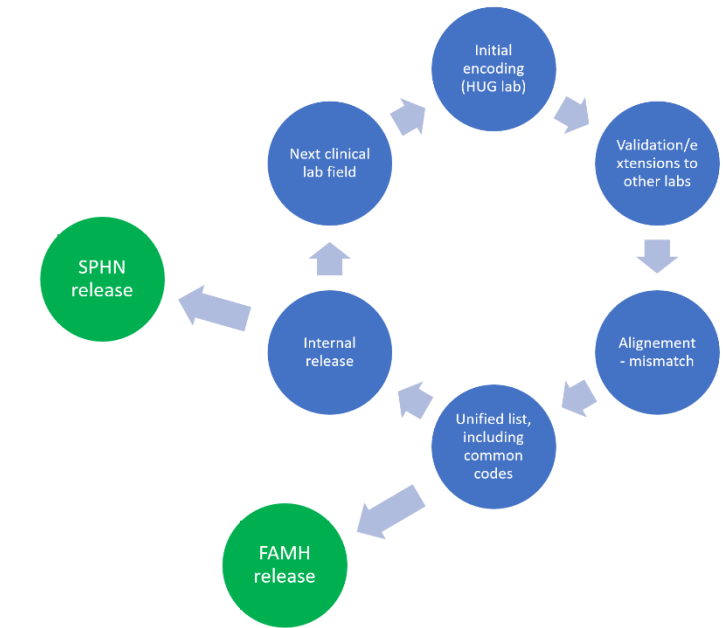 Initial
encoding
(HUG lab)
Validation/e
xtensions to
other labs
Alignement
- mismatch
Unified list,
including
common
codes
Internal
release
Next clinical
lab field
SPHN
release
FAMH
release